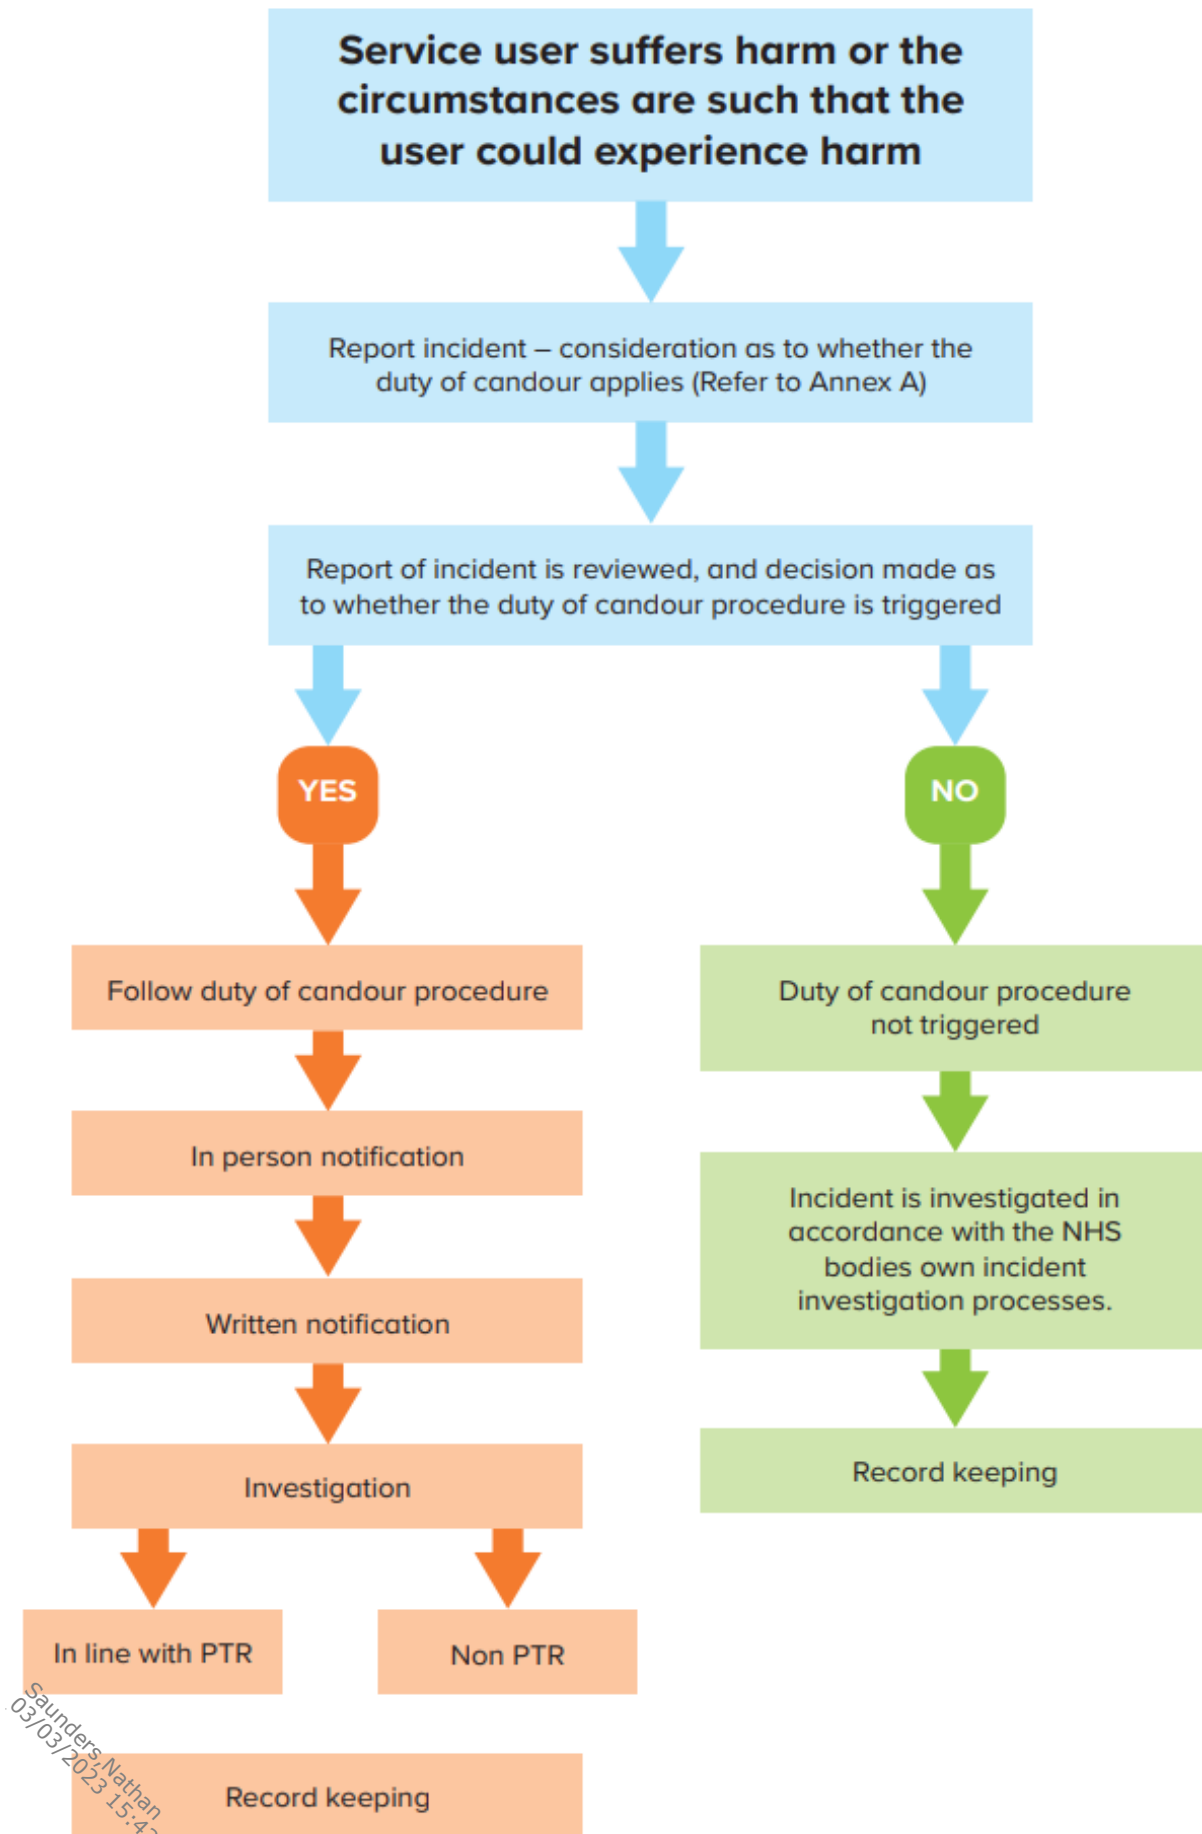 Service user suffers harm or the
circumstances are such that the
user could experience harm
Report incident – consideration as to whether the
duty of candour applies (Refer to Annex A)
Report of incident is reviewed, and decision made as
to whether the duty of candour procedure is triggered
YES
NO
Follow duty of candour procedure
In person notification
Written notification
Investigation
In line with PTR
Non PTR
Record keeping
Duty of candour procedure
not triggered
Incident is investigated in
accordance with the NHS
bodies own incident
investigation processes.
Record keeping
Saunders,Nathan
03/03/2023